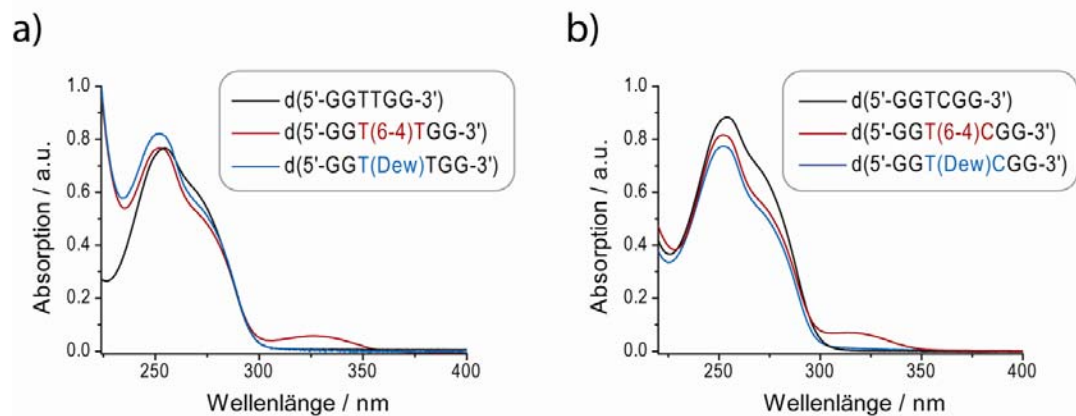 a)
d(5'-GGTTGG-3')
d(5'-GGT(6-4)TGG-3')
d(5'-GGT(Dew)TGG-3')
Absorption / a.u.
1.0
0.8
0.6
0.4
0.2
0.0
250
300
350
400
Wellenlänge / nm
b)
d(5'-GGTCGG-3')
d(5'-GGT(6-4)CGG-3')
d(5'-GGT(Dew)CGG-3')
Absorption / a.u.
1.0
0.8
0.6
0.4
0.2
0.0
250
300
350
400
Wellenlänge / nm